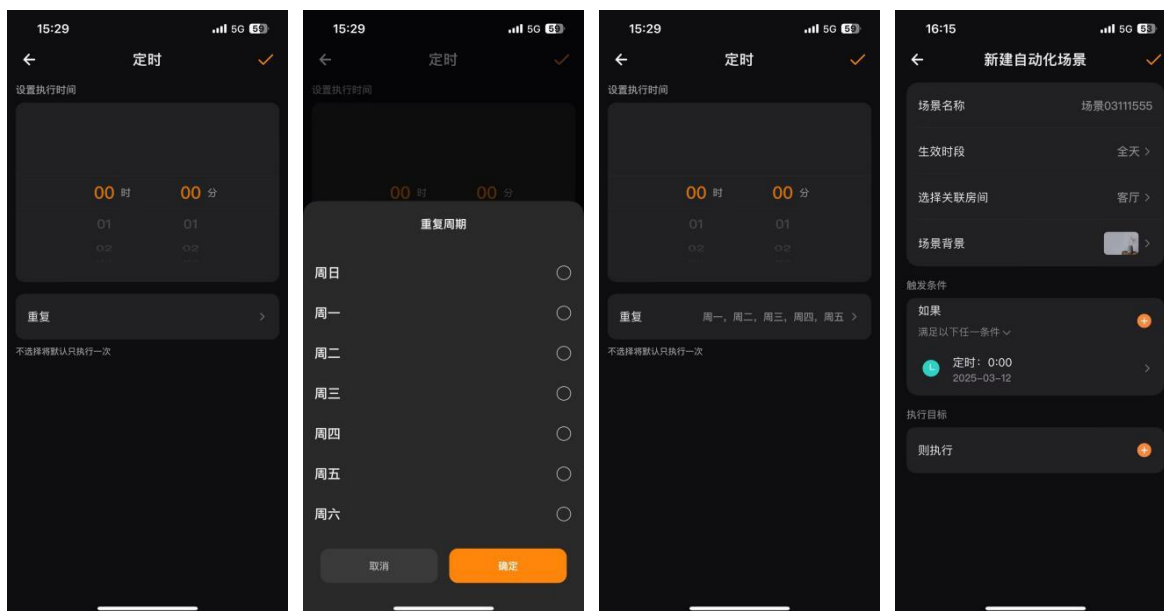 15:29
5G 59
定时
设置执行时间
00 时 00 分
01 01
02 02
重复
不选择将默认只执行一次
15:29
5G 59
定时
设置执行时间
00 时 00 分
重复周期
周日
周一
周二
周三
周四
周五
周六
取消 确定
15:29
5G 59
定时
设置执行时间
00 时 00 分
01 01
02 02
重复 周一, 周二, 周三, 周四, 周五
不选择将默认只执行一次
16:15
5G 53
新建自动化场景
场景名称 场景03111555
生效时段 全天
选择关联房间 客厅
场景背景
触发条件
如果
满足以下任一条件
定时: 0:00
2025-03-12
执行目标
则执行